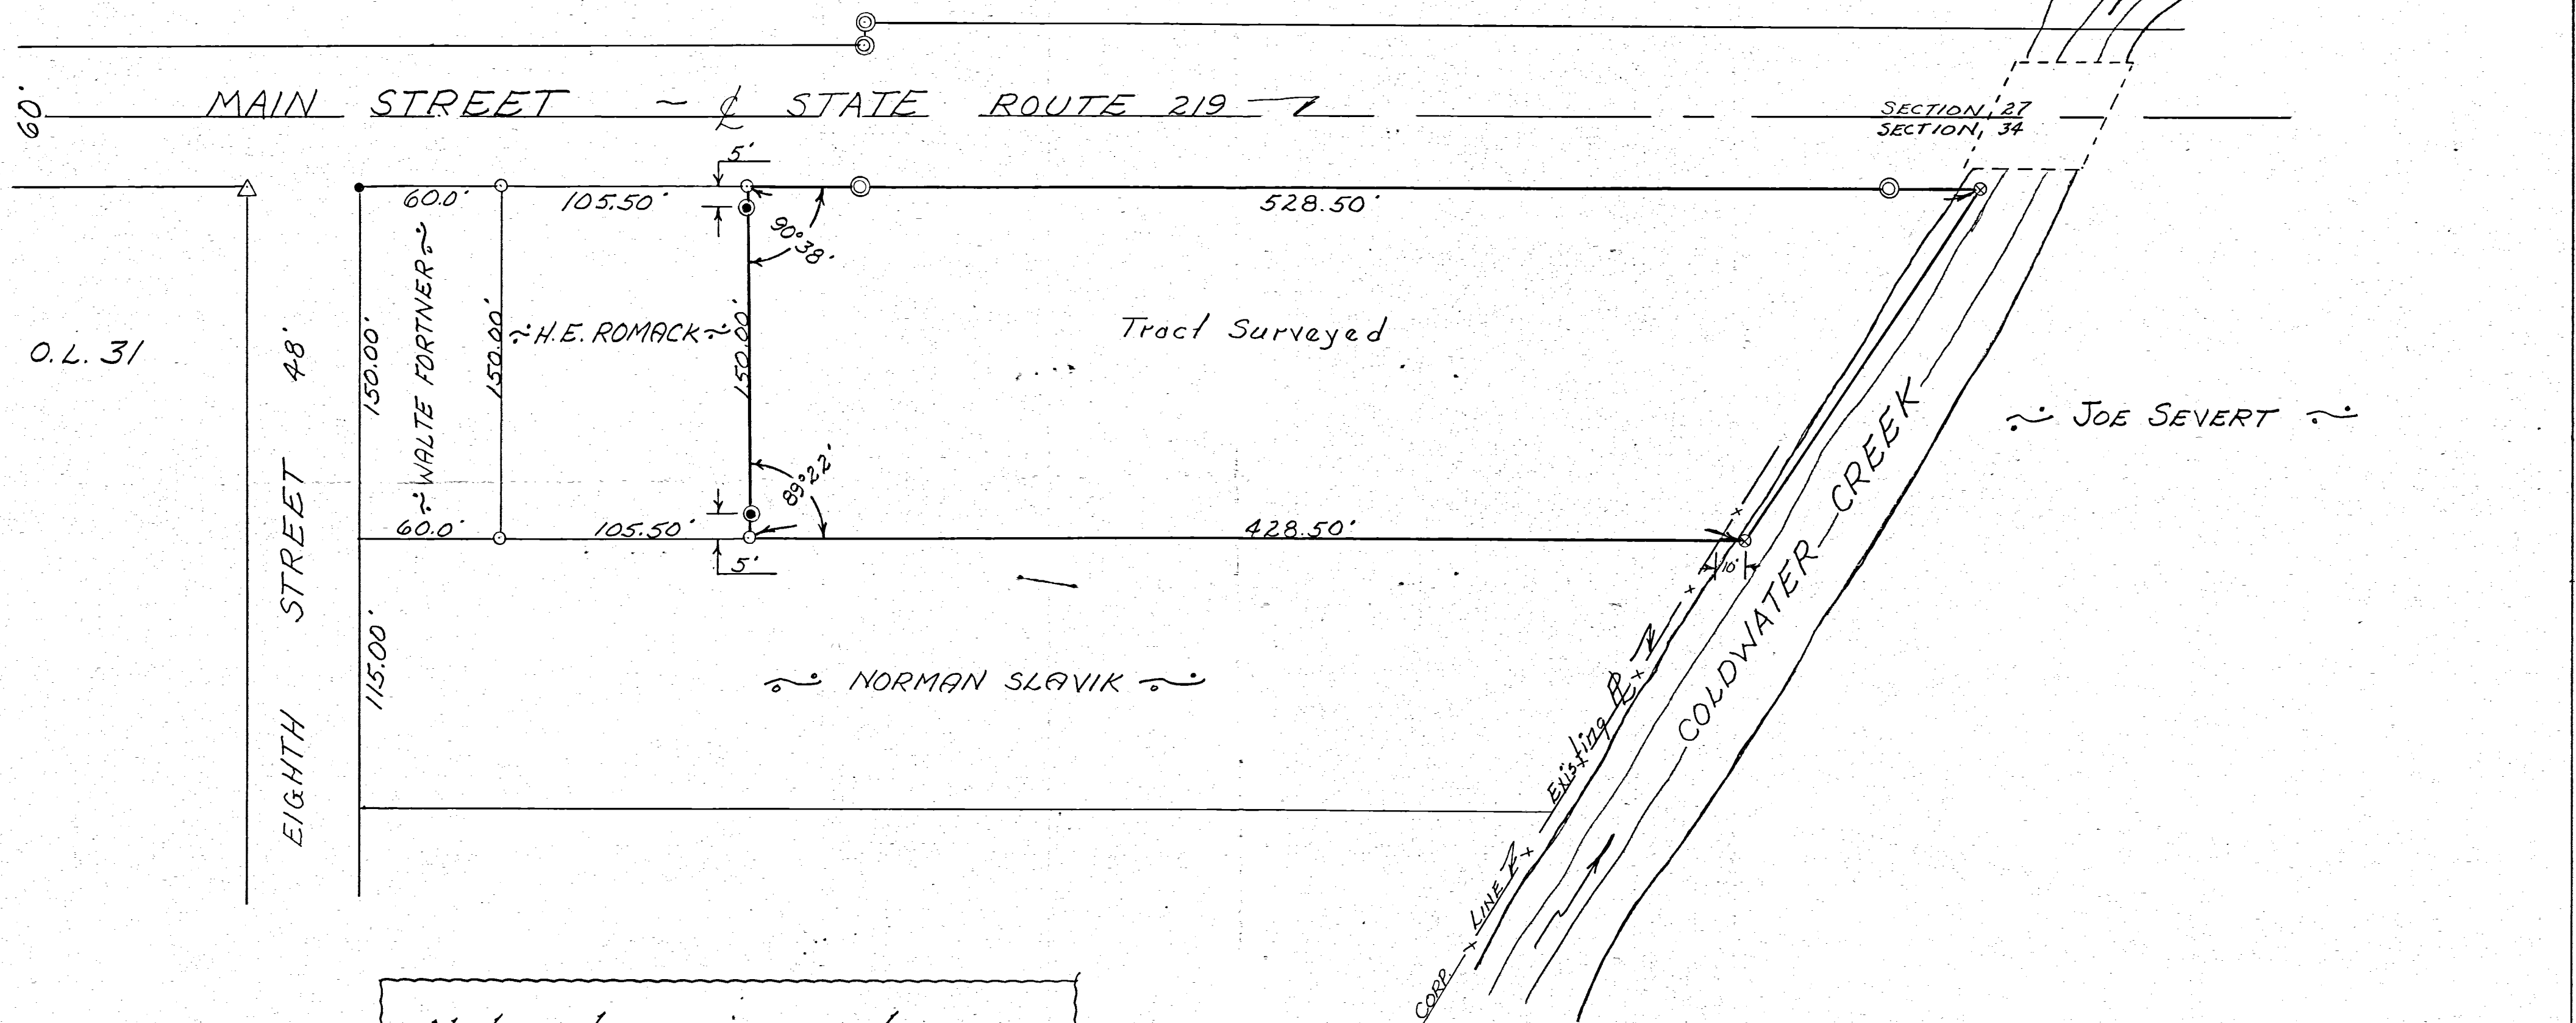 60'
MAIN STREET ~ ℄ STATE ROUTE 219
SECTION, 27
SECTION, 34
5'
60.0'
105.50'
528.50'
90°38'
O.L. 31
EIGHTH STREET 48'
150.00'
WALTE FORTNER
150.00'
H.E. ROMACK
150.00'
Tract Surveyed
JOE SEVERT
89°22'
60.0'
105.50'
428.50'
5'
10'
COLDWATER CREEK
115.00'
NORMAN SLAVIK
Existing
CORP. LINE